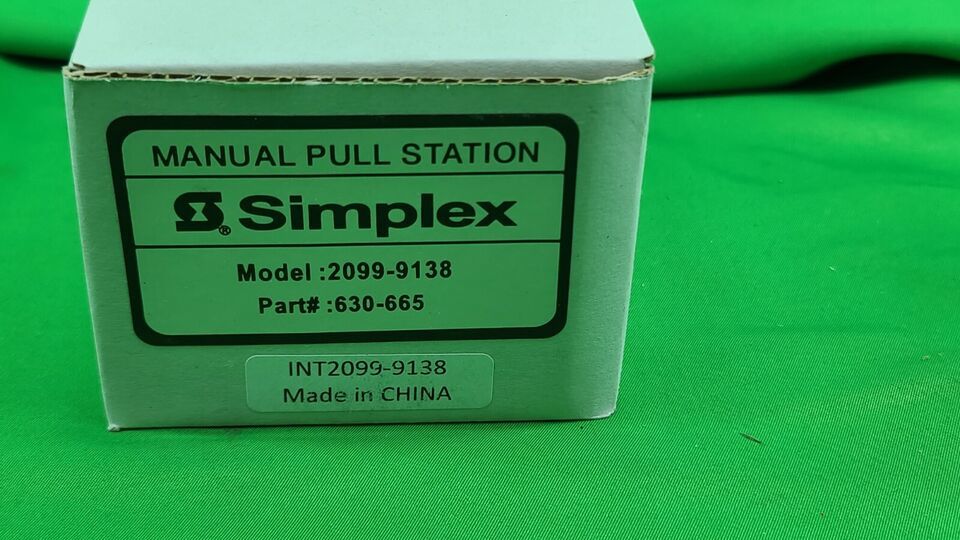 MANUAL PULL STATION
Simplex
Model :2099-9138
Part# :630-665
INT2099-9138
Made in CHINA